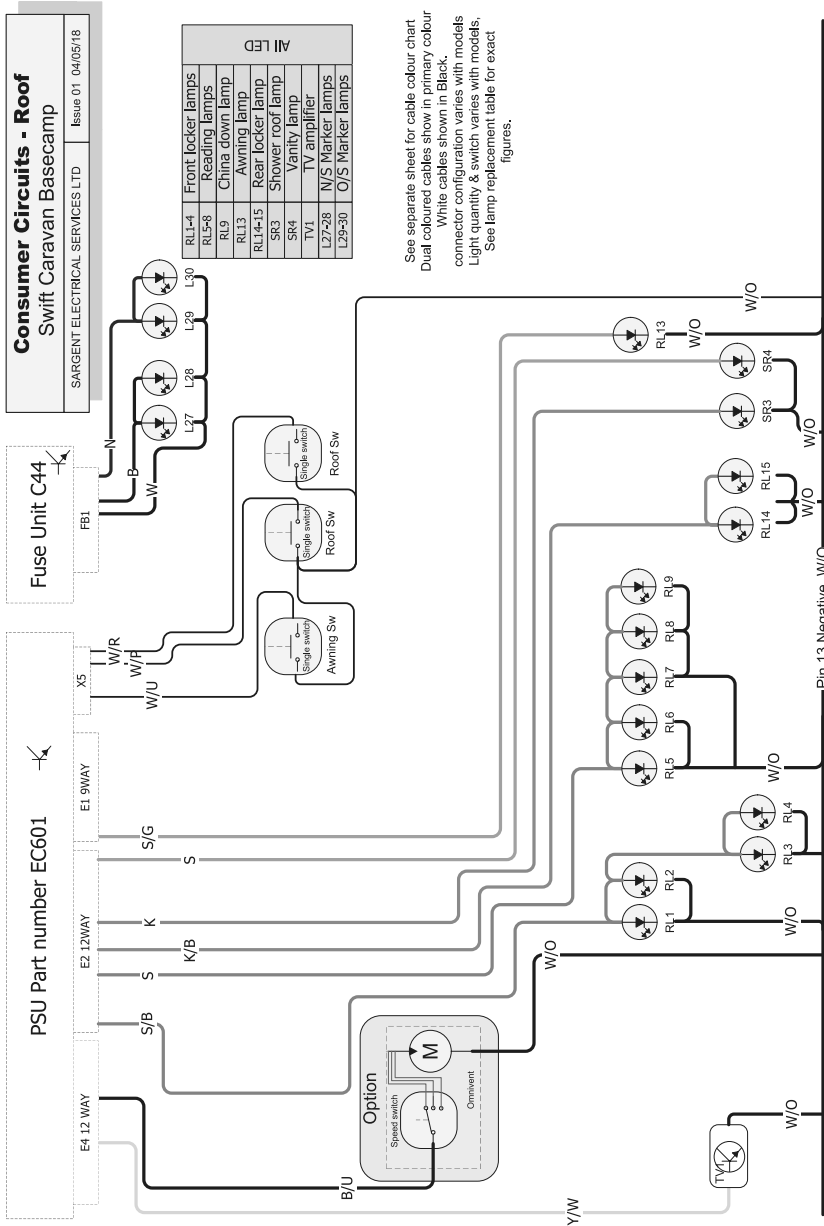 Consumer Circuits - Roof
Swift Caravan Basecamp
SARGENT ELECTRICAL SERVICES LTD
Issue 01 04/05/18
RL1-4 Front locker lamps
RL5-8 Reading lamps
RL9 China down lamp
RL13 Awning lamp
RL14-15 Rear locker lamp
SR3 Shower roof lamp
SR4 Vanity lamp
TV1 TV amplifier
L27-28 N/S Marker lamps
L29-30 O/S Marker lamps
All LED
See separate sheet for cable colour chart
Dual coloured cables show in primary colour
White cables shown in Black.
connector configuration varies with models
Light quantity & switch varies with models,
See lamp replacement table for exact
figures.
Fuse Unit C44
FB1
N
B
W
L27
L28
L29
L30
PSU Part number EC601
E4 12 WAY
E2 12WAY
E1 9WAY
X5
Y/W
B/U
S/B
S
K/B
K
S
S/G
W/U
W/P
W/R
Single switch
Awning Sw
Single switch
Roof Sw
Single switch
Roof Sw
Option
Speed switch
M
Omnivent
TV1
RL1
RL2
RL3
RL4
RL5
RL6
RL7
RL8
RL9
RL14
RL15
SR3
SR4
RL13
W/O
W/O
W/O
W/O
W/O
W/O
W/O
W/O
Pin 13 Negative W/O